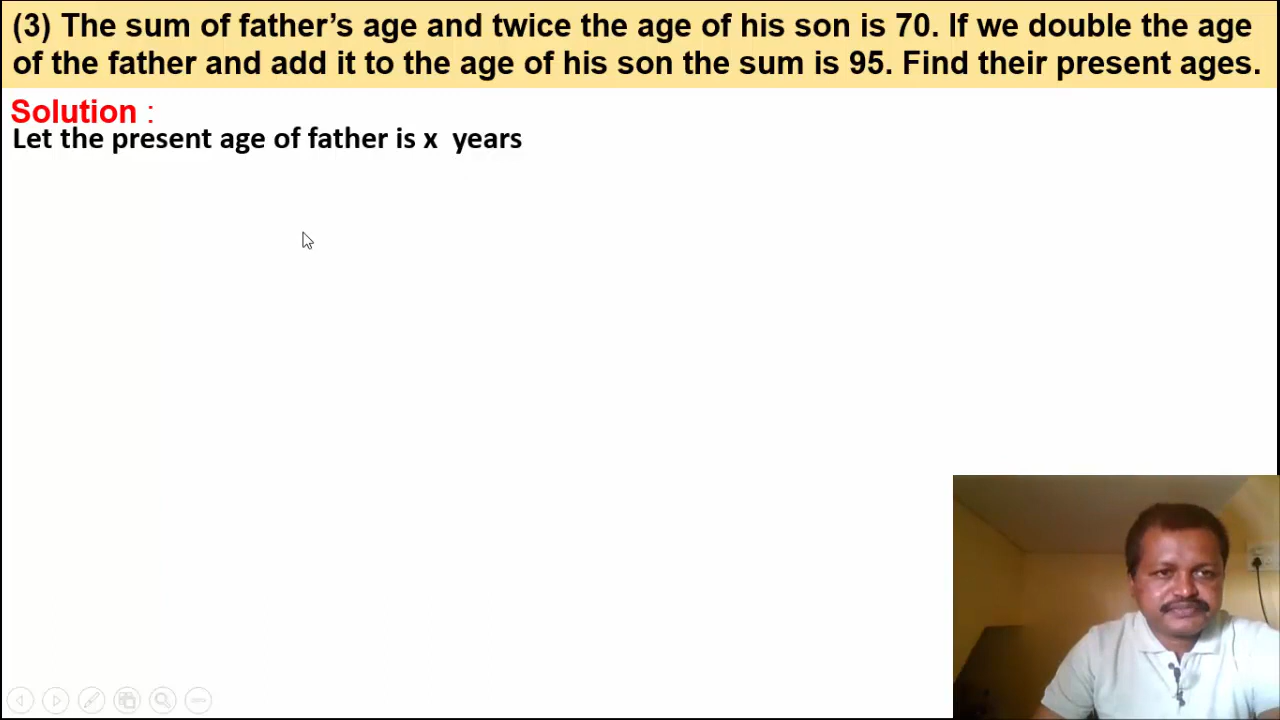 (3) The sum of father’s age and twice the age of his son is 70. If we double the age
of the father and add it to the age of his son the sum is 95. Find their present ages.
Solution :
Let the present age of father is x  years